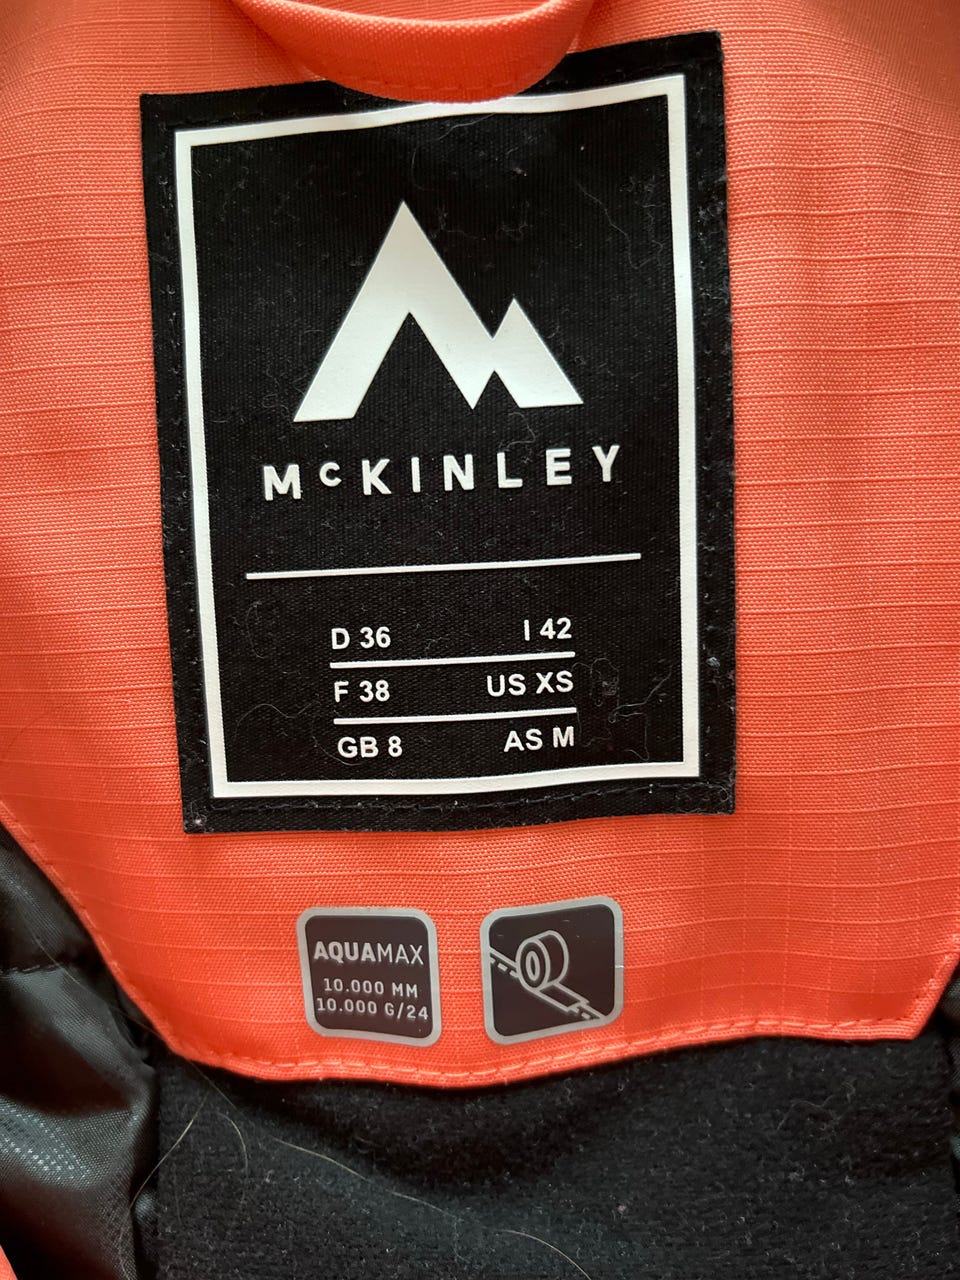 McKINLEY
D 36 I 42
F 38 US XS
GB 8 AS M
AQUAMAX
10.000 MM
10.000 G/24